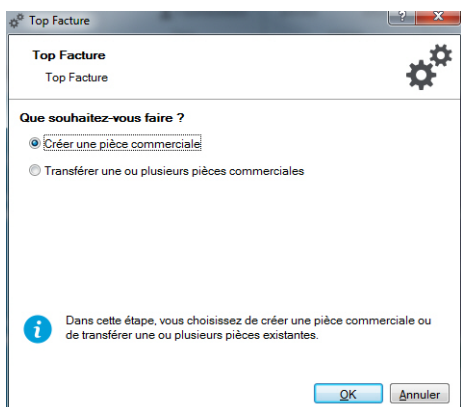 Top Facture
?
X
Top Facture
Top Facture
Que souhaitez-vous faire ?
Créer une pièce commerciale
Transférer une ou plusieurs pièces commerciales
Dans cette étape, vous choisissez de créer une pièce commerciale ou
de transférer une ou plusieurs pièces existantes.
OK
Annuler